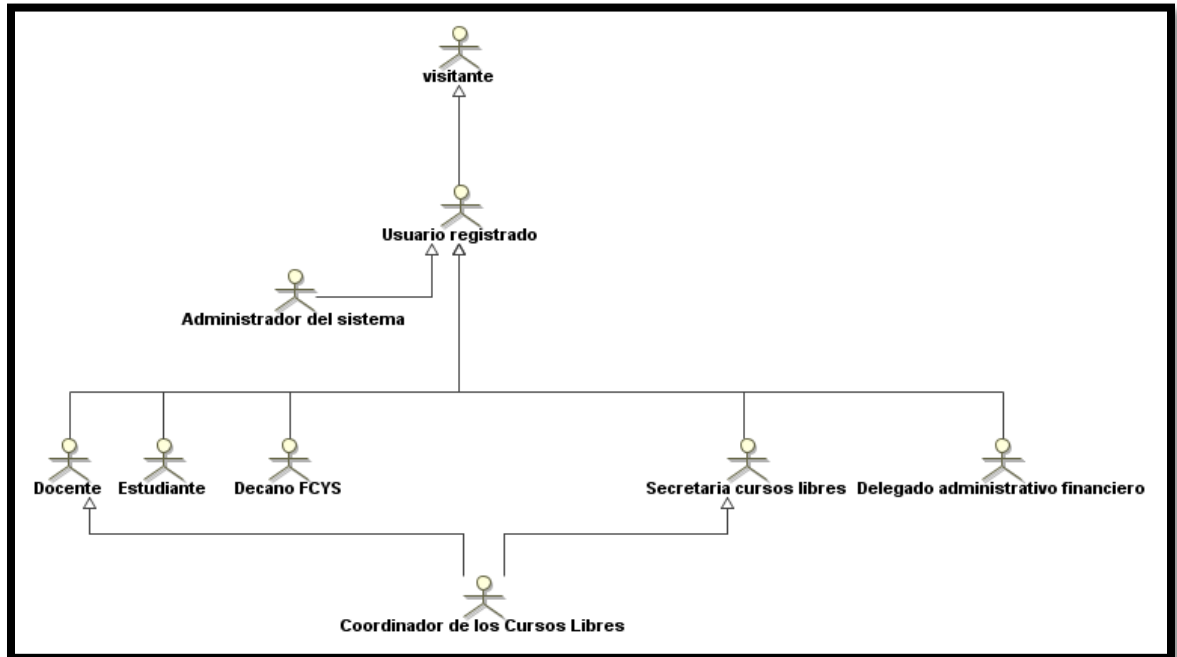 visitante
Usuario registrado
Administrador del sistema
Docente
Estudiante
Decano FCYS
Secretaria cursos libres
Delegado administrativo financiero
Coordinador de los Cursos Libres